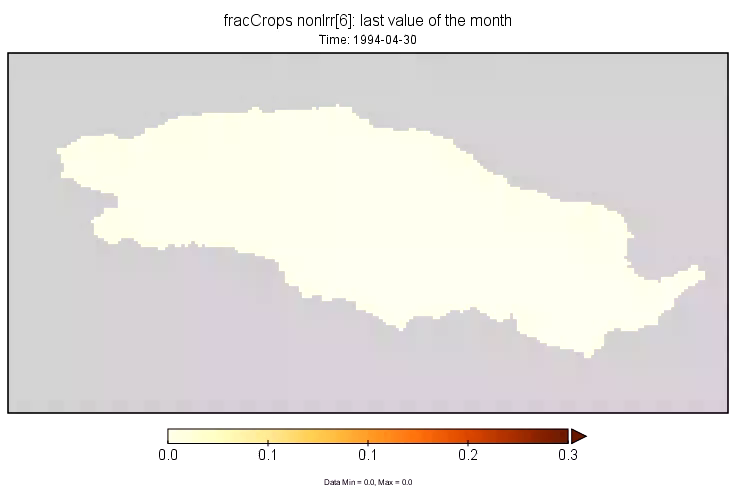 fracCrops nonIrr[6]: last value of the month
Time: 1994-04-30
0.0 0.1 0.1 0.2 0.3
Data Min = 0.0, Max = 0.0